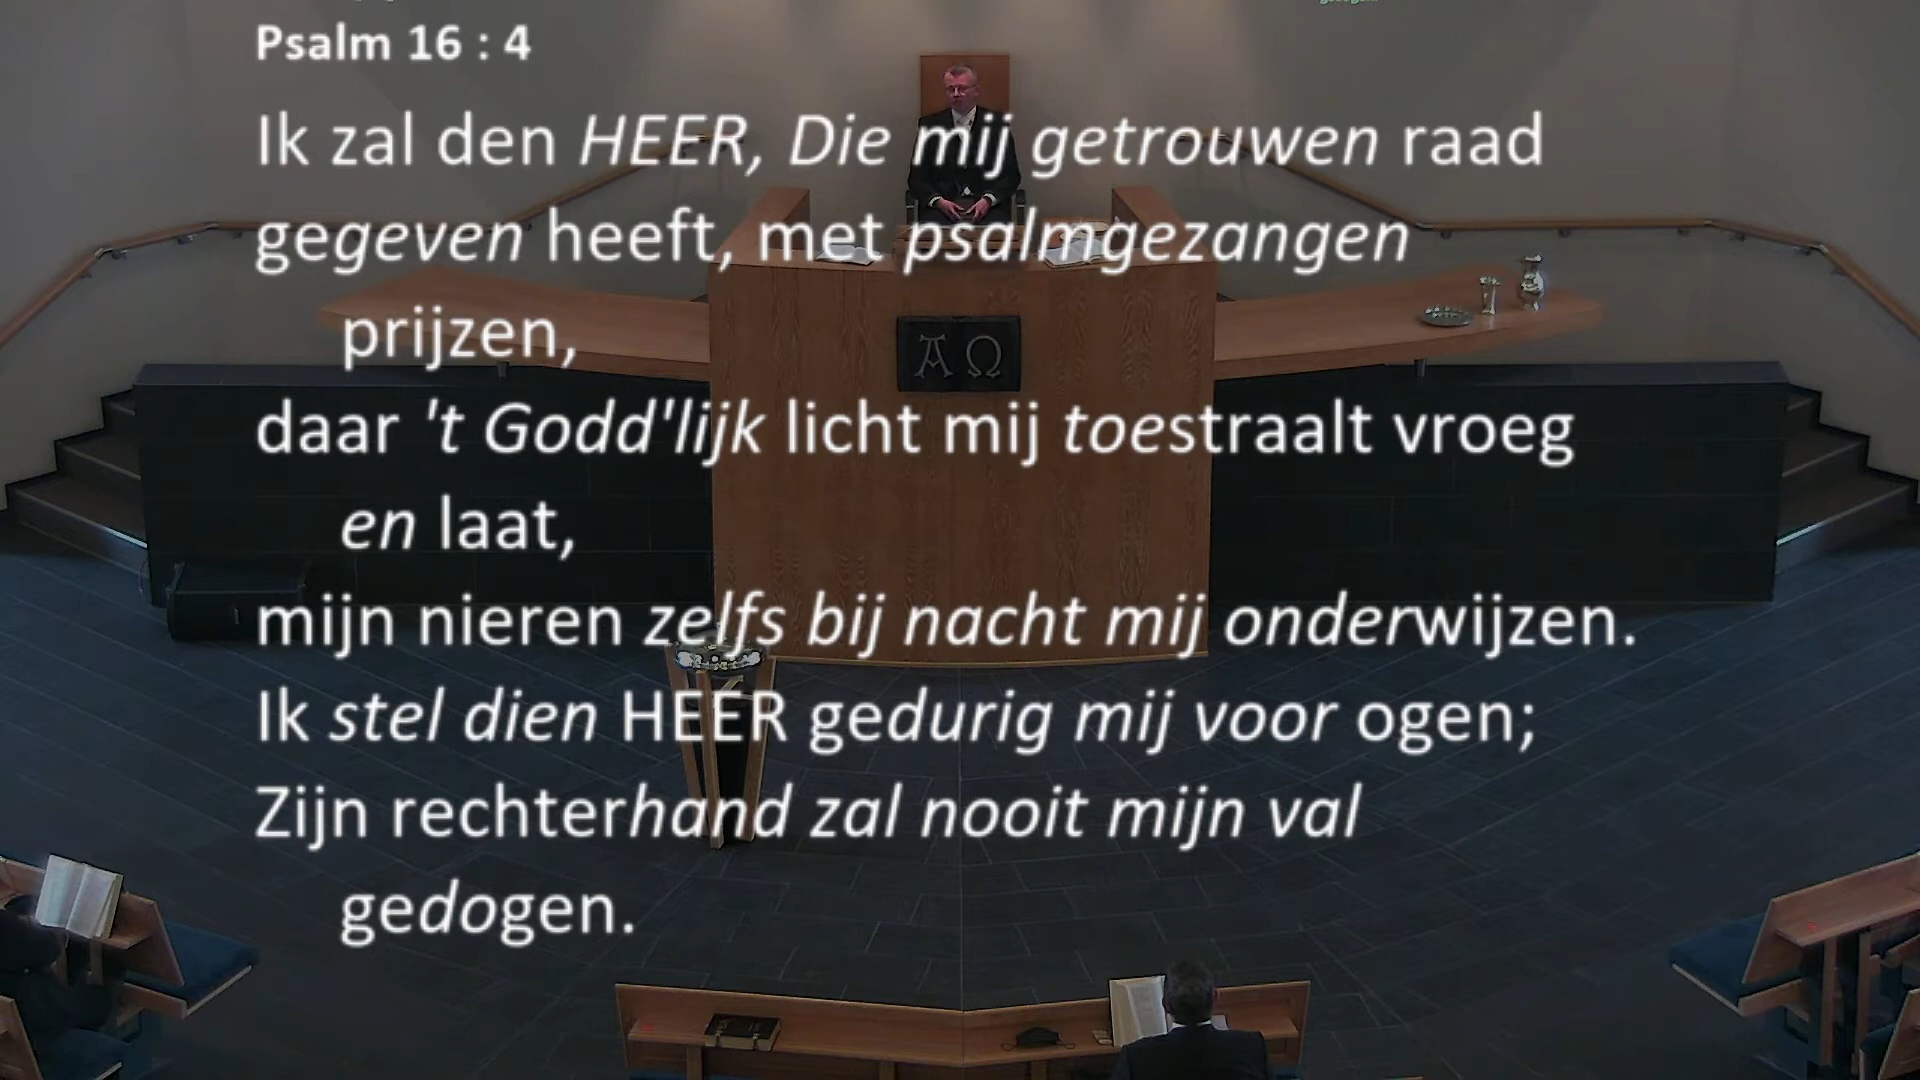 Psalm 16 : 4
Ik zal den HEER, Die mij getrouwen raad
gegeven heeft, met psalmgezangen
prijzen,
daar 't Godd'lijk licht mij toestraalt vroeg
en laat,
mijn nieren zelfs bij nacht mij onderwijzen.
Ik stel dien HEER gedurig mij voor ogen;
Zijn rechterhand zal nooit mijn val
gedogen.
Α Ω